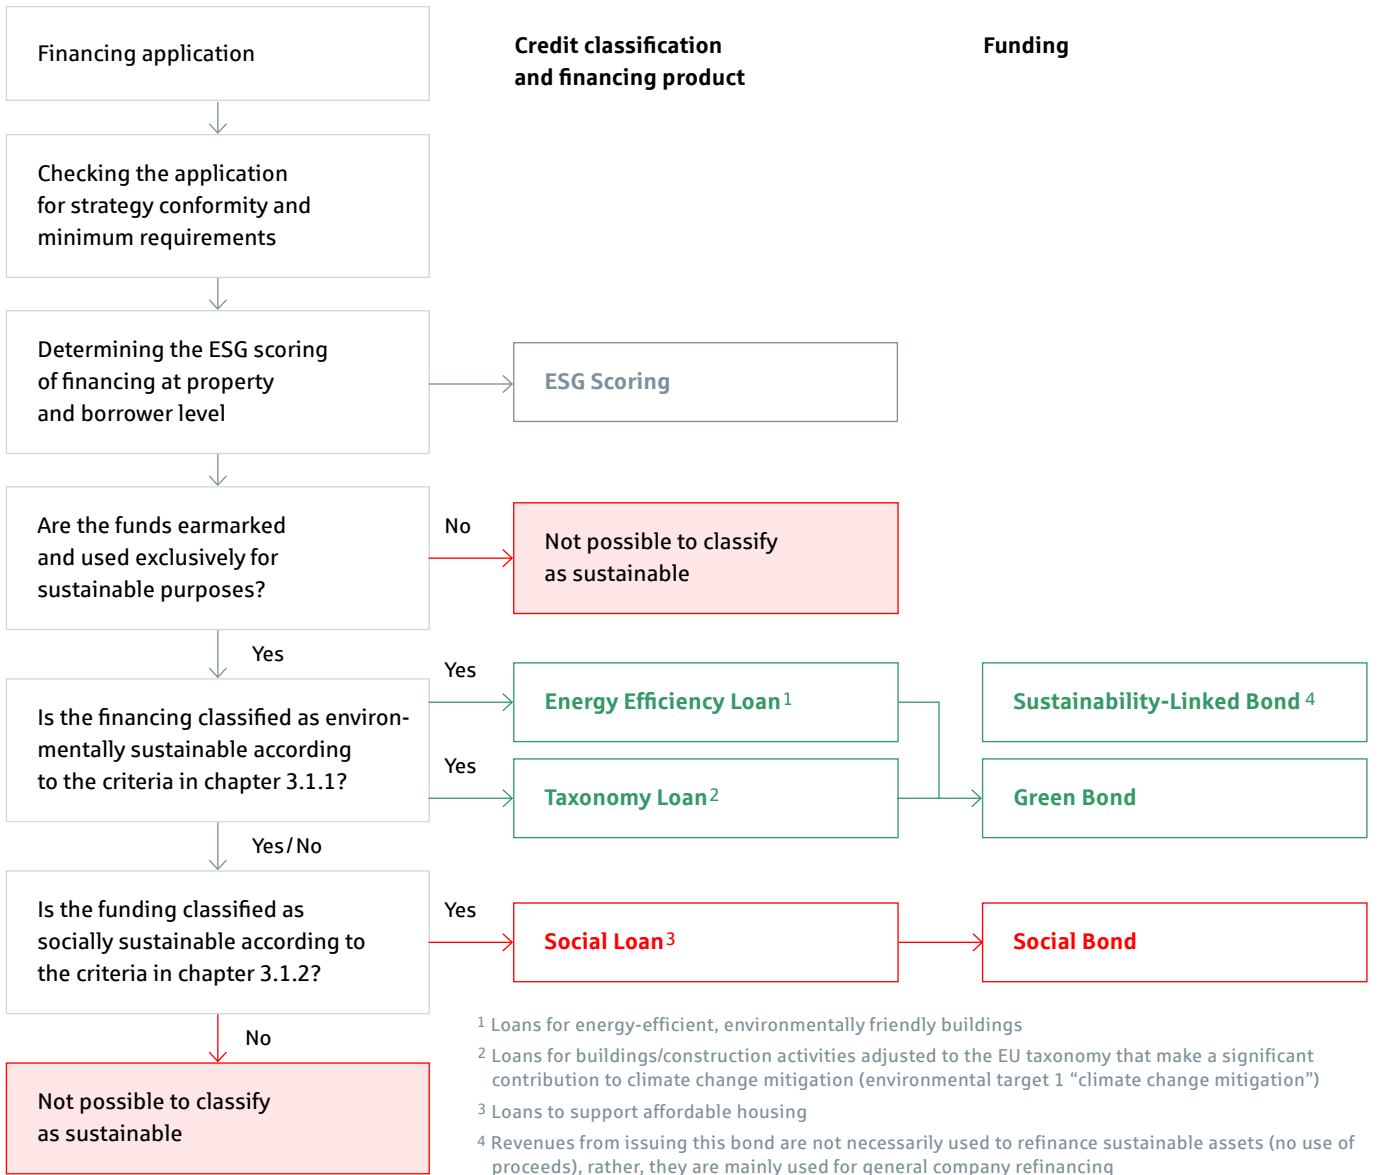 Financing application
Credit classification
and financing product
Funding
Checking the application
for strategy conformity and
minimum requirements
Determining the ESG scoring
of financing at property
and borrower level
ESG Scoring
Are the funds earmarked
and used exclusively for
sustainable purposes?
No
Not possible to classify
as sustainable
Yes
Is the financing classified as environ-
mentally sustainable according
to the criteria in chapter 3.1.1?
Yes
Energy Efficiency Loan 1
Sustainability-Linked Bond 4
Yes
Taxonomy Loan 2
Green Bond
Yes/No
Is the funding classified as
socially sustainable according to
the criteria in chapter 3.1.2?
Yes
Social Loan 3
Social Bond
No
Not possible to classify
as sustainable
1 Loans for energy-efficient, environmentally friendly buildings
2 Loans for buildings/construction activities adjusted to the EU taxonomy that make a significant
contribution to climate change mitigation (environmental target 1 “climate change mitigation”)
3 Loans to support affordable housing
4 Revenues from issuing this bond are not necessarily used to refinance sustainable assets (no use of
proceeds), rather, they are mainly used for general company refinancing